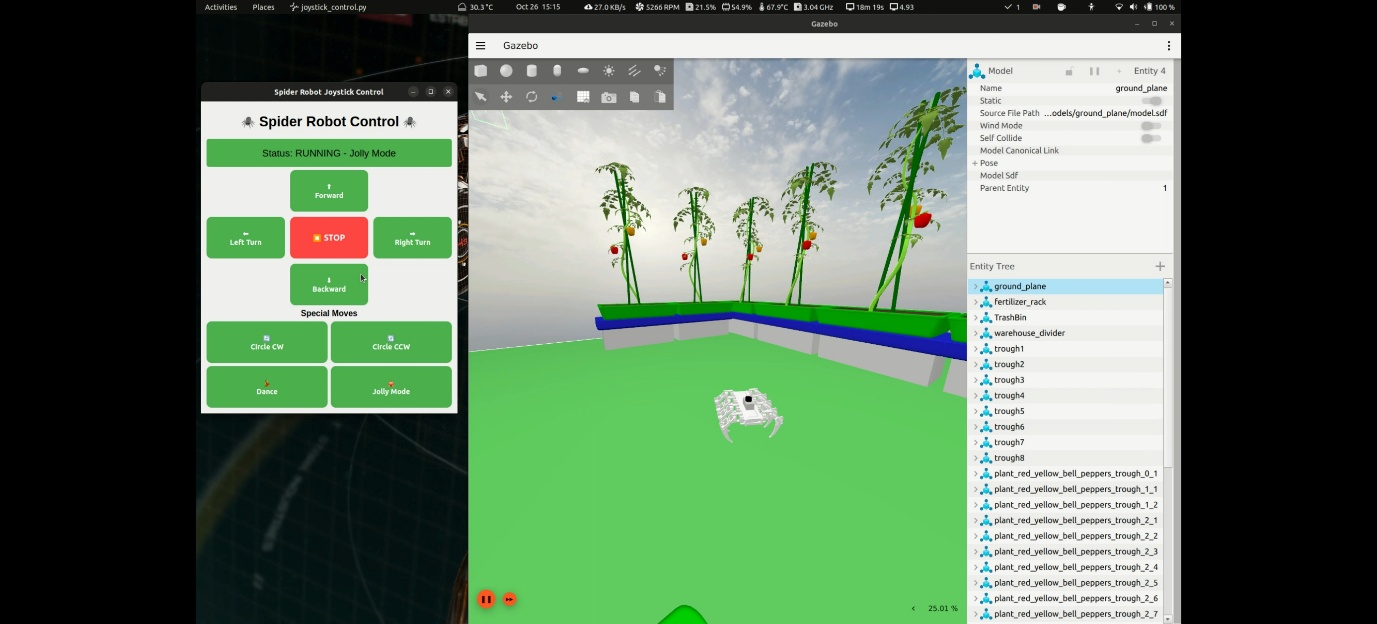 Activities Places joystick_control.py 30.3 °C Oct 26 15:15 27.0 KB/s 5266 RPM 21.5% 54.9% 67.9°C 3.04 GHz 18m 19s 4.93 1 100 %
Gazebo
Gazebo
Spider Robot Joystick Control
Spider Robot Control
Status: RUNNING - Jolly Mode
Forward
Left Turn
STOP
Right Turn
Backward
Special Moves
Circle CW
Circle CCW
Dance
Jolly Mode
25.01 %
Model Entity 4
Name ground_plane
Static
Source File Path ...odels/ground_plane/model.sdf
Wind Mode
Self Collide
Model Canonical Link
Pose
Model Sdf
Parent Entity 1
Entity Tree
ground_plane
fertilizer_rack
TrashBin
warehouse_divider
trough1
trough2
trough3
trough4
trough5
trough6
trough7
trough8
plant_red_yellow_bell_peppers_trough_0_1
plant_red_yellow_bell_peppers_trough_1_1
plant_red_yellow_bell_peppers_trough_1_2
plant_red_yellow_bell_peppers_trough_2_1
plant_red_yellow_bell_peppers_trough_2_2
plant_red_yellow_bell_peppers_trough_2_3
plant_red_yellow_bell_peppers_trough_2_4
plant_red_yellow_bell_peppers_trough_2_5
plant_red_yellow_bell_peppers_trough_2_6
plant_red_yellow_bell_peppers_trough_2_7